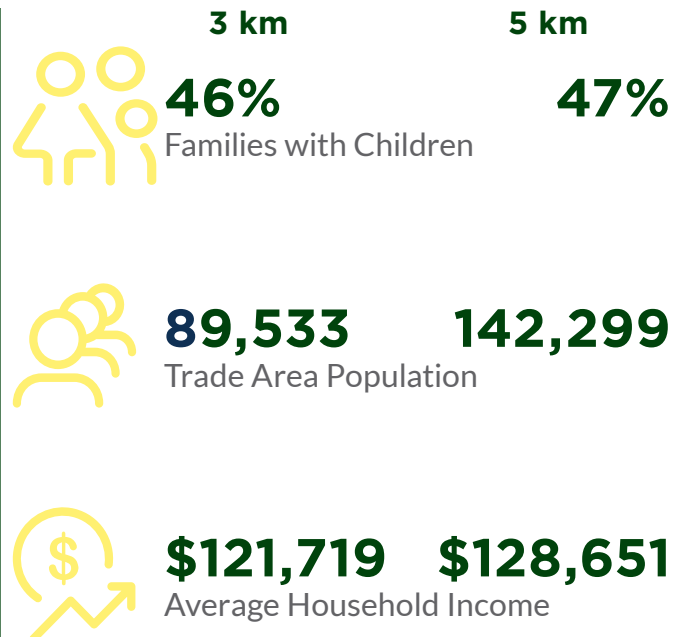 3 km 5 km
46% 47%
Families with Children
89,533 142,299
Trade Area Population
$
$121,719 $128,651
Average Household Income